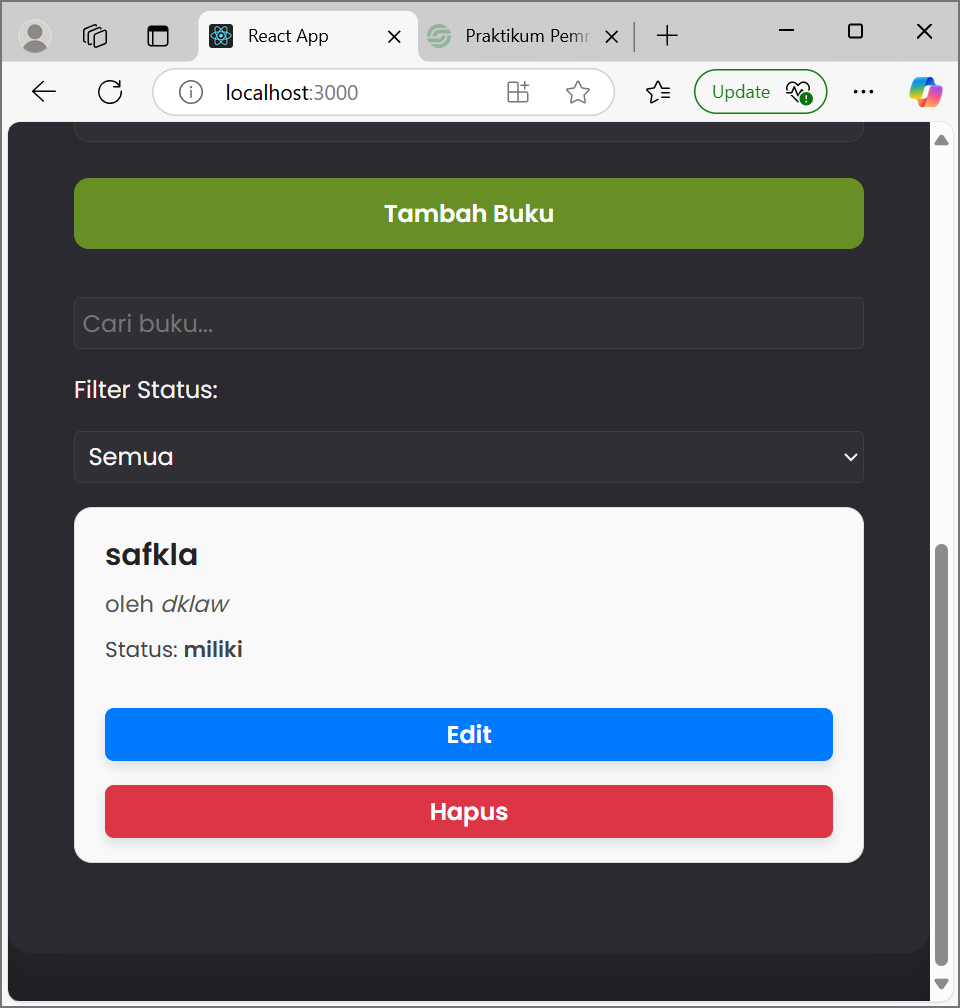 React App
Praktikum Pemr
localhost:3000
Update
Tambah Buku
Cari buku...
Filter Status:
Semua
safkla
oleh dklaw
Status: miliki
Edit
Hapus